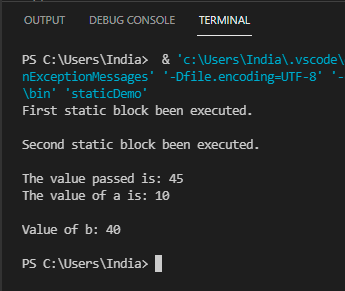 OUTPUT DEBUG CONSOLE TERMINAL
PS C:\Users\India> & 'c:\Users\India\.vscode\
nExceptionMessages' '-Dfile.encoding=UTF-8' '-
\bin' 'staticDemo'
First static block been executed.
Second static block been executed.
The value passed is: 45
The value of a is: 10
Value of b: 40
PS C:\Users\India>